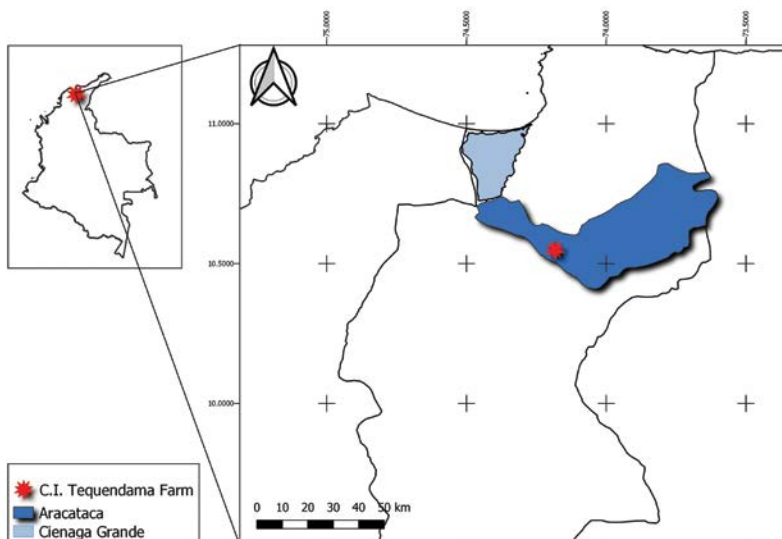 -75.0000
-74.5000
-74.0000
-73.5000
11.0000
10.5000
10.0000
C.I. Tequendama Farm
Aracataca
Cienaga Grande
0 10 20 30 40 50 km